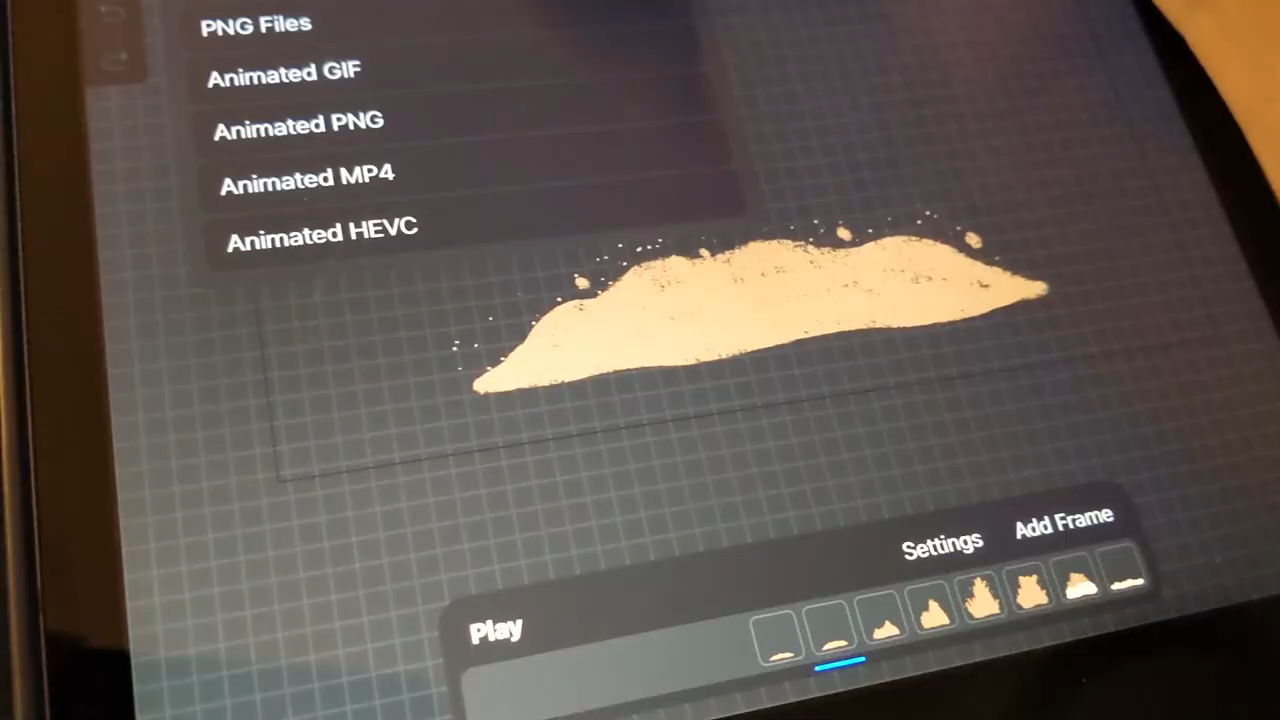 PNG Files
Animated GIF
Animated PNG
Animated MP4
Animated HEVC
Settings
Add Frame
Play